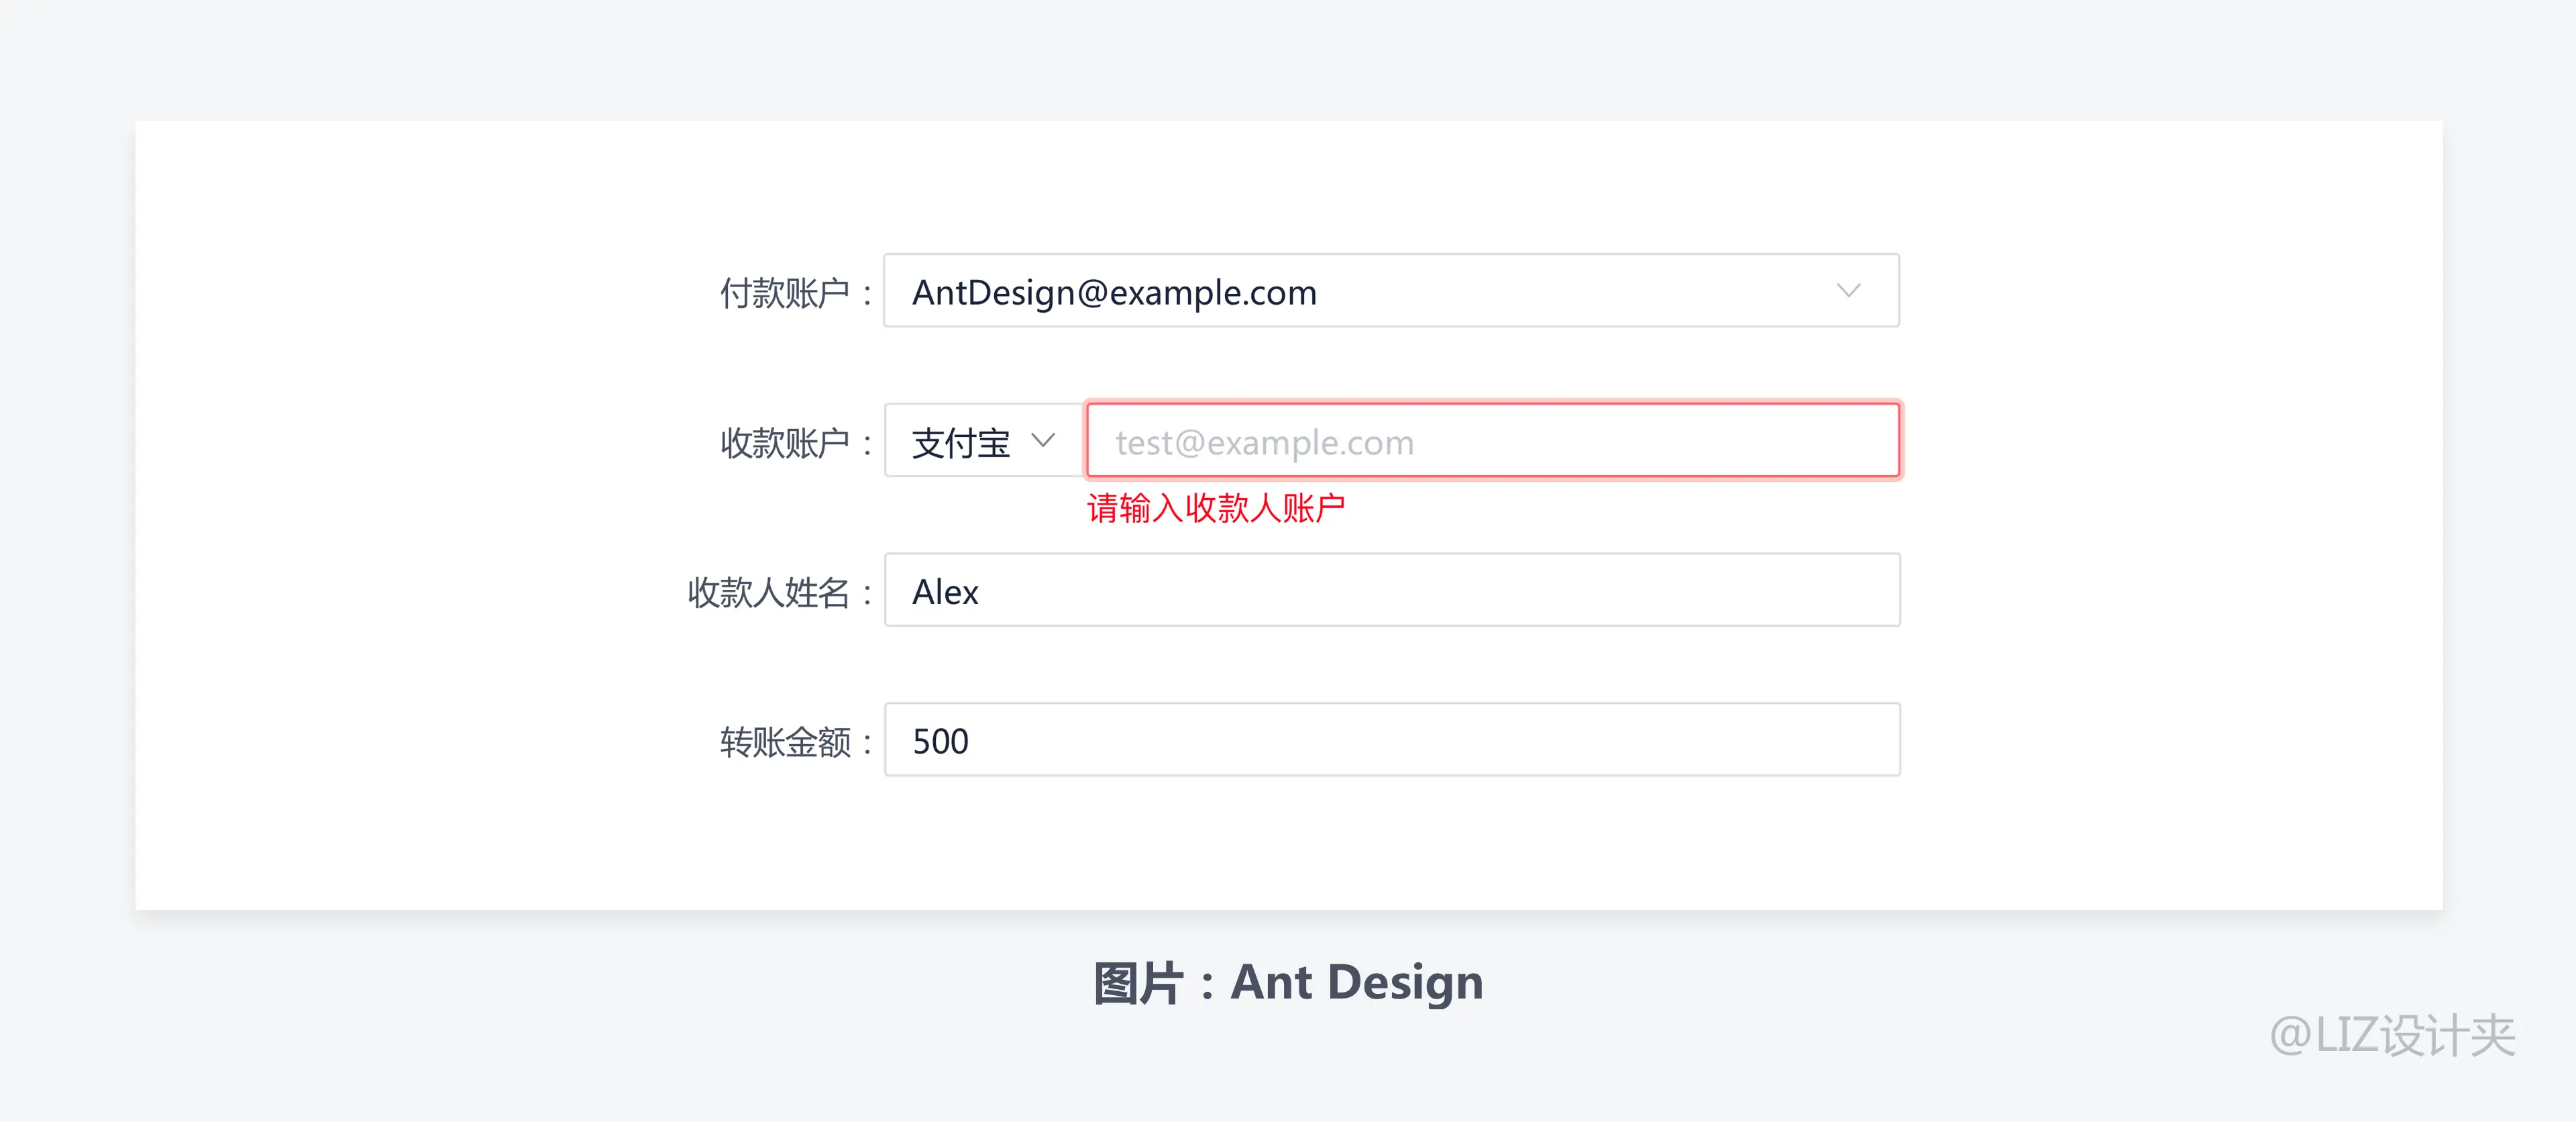 付款账户： AntDesign@example.com
收款账户： 支付宝 test@example.com
请输入收款人账户
收款人姓名： Alex
转账金额： 500
图片：Ant Design
@LIZ设计夹